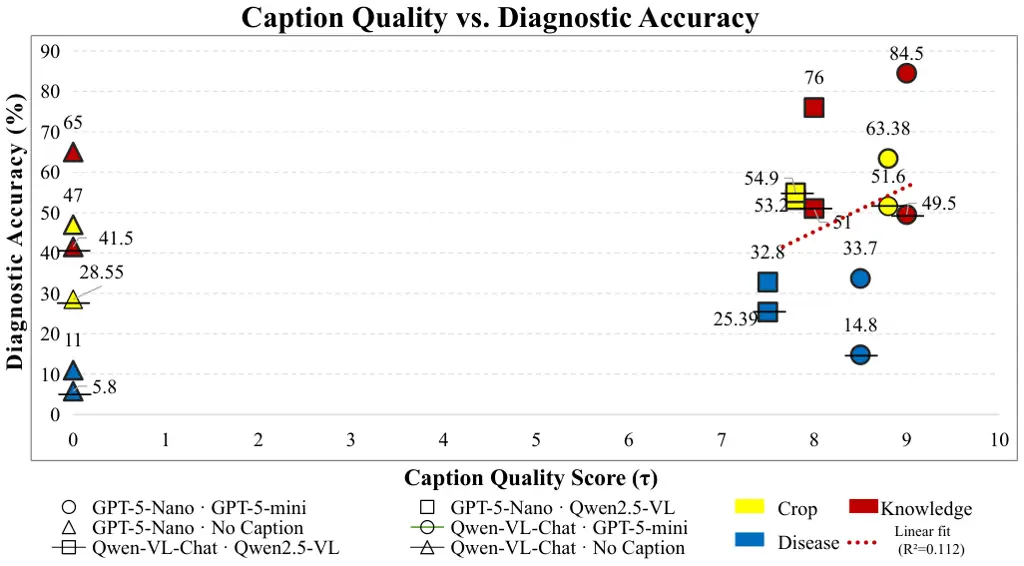 Caption Quality vs. Diagnostic Accuracy
Diagnostic Accuracy (%)
90
80
70
60
50
40
30
20
10
0
65
47
41.5
28.55
11
5.8
84.5
76
63.38
54.9
51.6
53.2
49.5
51
32.8
33.7
25.39
14.8
0 1 2 3 4 5 6 7 8 9 10
Caption Quality Score (τ)
GPT-5-Nano · GPT-5-mini
GPT-5-Nano · No Caption
Qwen-VL-Chat · Qwen2.5-VL
GPT-5-Nano · Qwen2.5-VL
Qwen-VL-Chat · GPT-5-mini
Qwen-VL-Chat · No Caption
Crop
Knowledge
Disease
Linear fit
(R²=0.112)